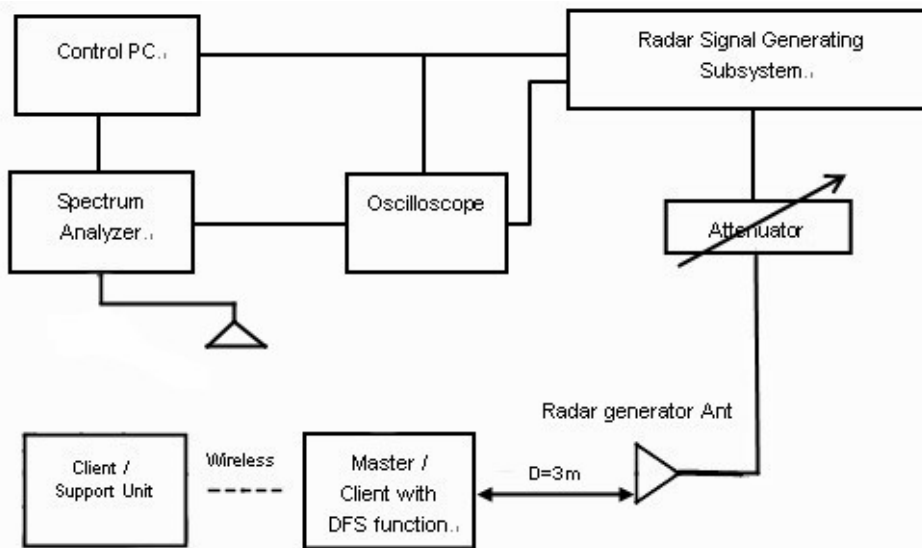 Control PC.
Radar Signal Generating
Subsystem.
Spectrum
Analyzer.
Oscilloscope
Attenuator
Radar generator Ant
Client /
Support Unit
Wireless
Master /
Client with
DFS function.
D=3m